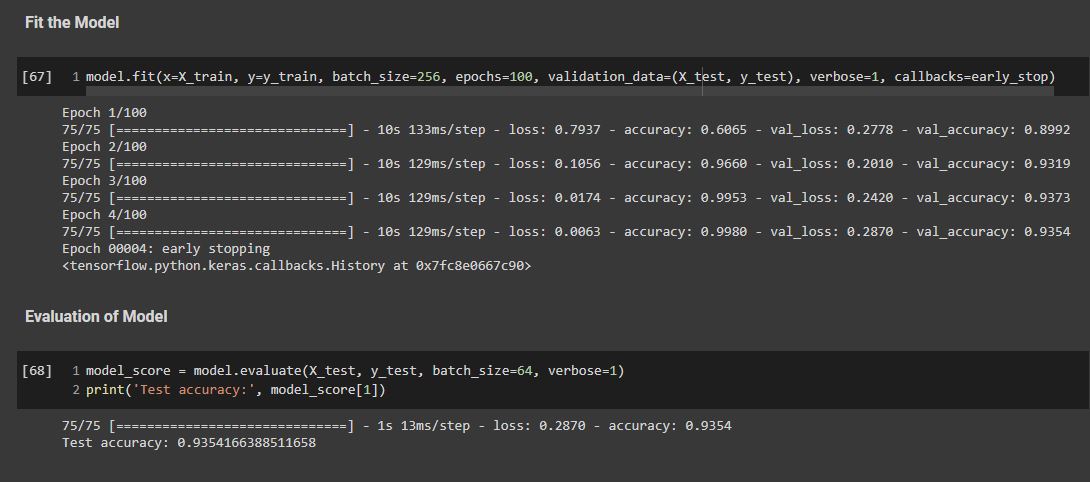 Fit the Model
[67] 1 model.fit(x=X_train, y=y_train, batch_size=256, epochs=100, validation_data=(X_test, y_test), verbose=1, callbacks=early_stop)
Epoch 1/100
75/75 [==============================] - 10s 133ms/step - loss: 0.7937 - accuracy: 0.6065 - val_loss: 0.2778 - val_accuracy: 0.8992
Epoch 2/100
75/75 [==============================] - 10s 129ms/step - loss: 0.1056 - accuracy: 0.9660 - val_loss: 0.2010 - val_accuracy: 0.9319
Epoch 3/100
75/75 [==============================] - 10s 129ms/step - loss: 0.0174 - accuracy: 0.9953 - val_loss: 0.2420 - val_accuracy: 0.9373
Epoch 4/100
75/75 [==============================] - 10s 129ms/step - loss: 0.0063 - accuracy: 0.9980 - val_loss: 0.2870 - val_accuracy: 0.9354
Epoch 00004: early stopping
<tensorflow.python.keras.callbacks.History at 0x7fc8e0667c90>
Evaluation of Model
[68] 1 model_score = model.evaluate(X_test, y_test, batch_size=64, verbose=1)
2 print('Test accuracy:', model_score[1])
75/75 [==============================] - 1s 13ms/step - loss: 0.2870 - accuracy: 0.9354
Test accuracy: 0.9354166388511658